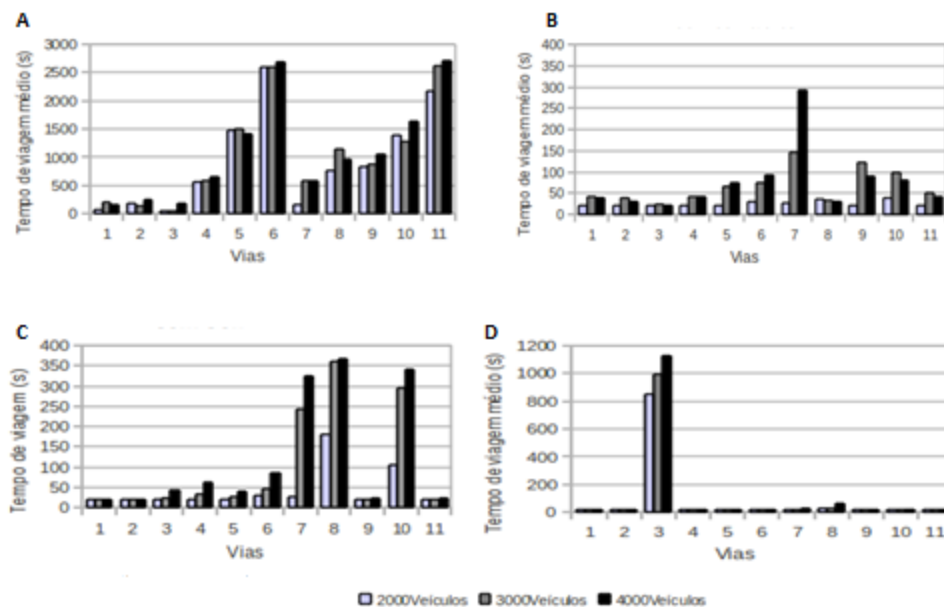 A
Tempo de viagem médio (s)
3000
2500
2000
1500
1000
500
0
1 2 3 4 5 6 7 8 9 10 11
Vias
B
Tempo de viagem médio (s)
400
350
300
250
200
150
100
50
0
1 2 3 4 5 6 7 8 9 10 11
Vias
C
Tempo de viagem (s)
400
350
300
250
200
150
100
50
0
1 2 3 4 5 6 7 8 9 10 11
Vias
D
Tempo de viagem médio (s)
1200
1000
800
600
400
200
0
1 2 3 4 5 6 7 8 9 10 11
Vias
2000Veículos 3000Veículos 4000Veículos